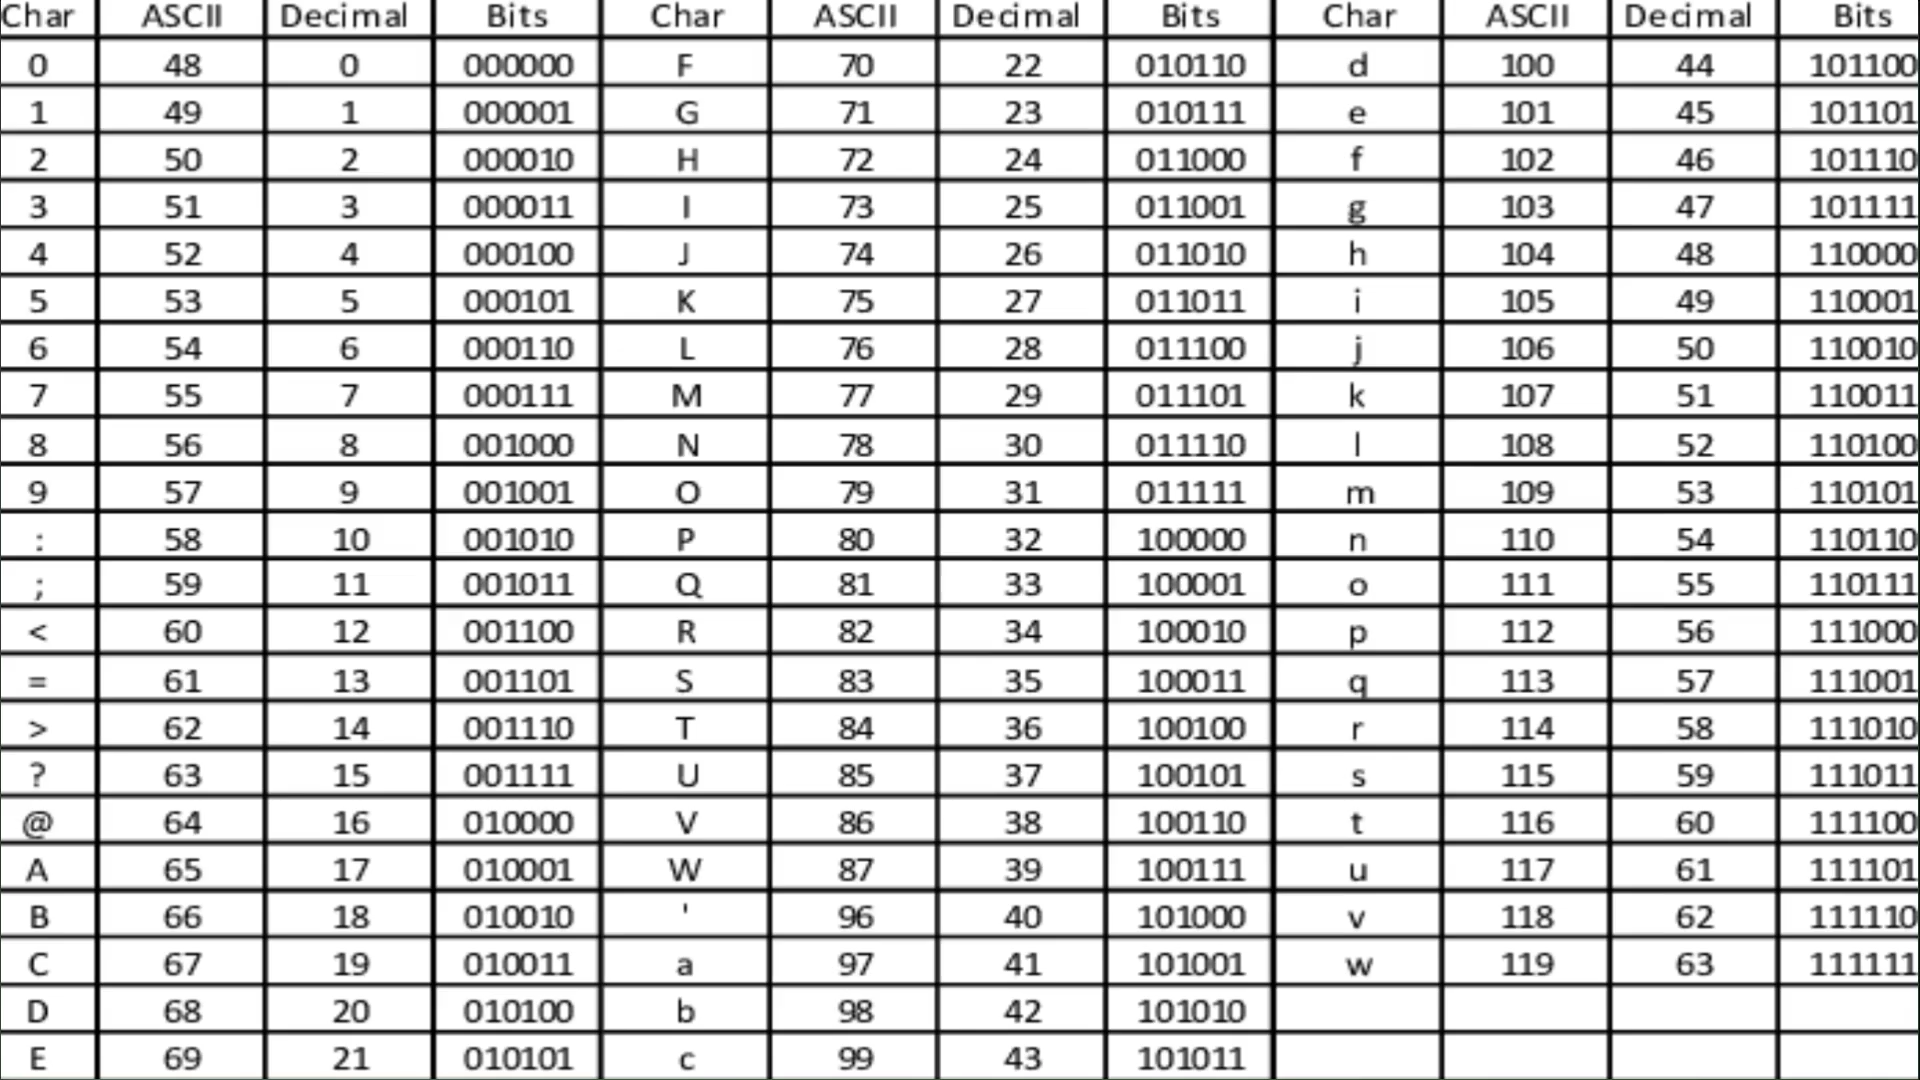 Char ASCII Decimal Bits Char ASCII Decimal Bits Char ASCII Decimal Bits
0 48 0 000000 F 70 22 010110 d 100 44 101100
1 49 1 000001 G 71 23 010111 e 101 45 101101
2 50 2 000010 H 72 24 011000 f 102 46 101110
3 51 3 000011 I 73 25 011001 g 103 47 101111
4 52 4 000100 J 74 26 011010 h 104 48 110000
5 53 5 000101 K 75 27 011011 i 105 49 110001
6 54 6 000110 L 76 28 011100 j 106 50 110010
7 55 7 000111 M 77 29 011101 k 107 51 110011
8 56 8 001000 N 78 30 011110 l 108 52 110100
9 57 9 001001 O 79 31 011111 m 109 53 110101
: 58 10 001010 P 80 32 100000 n 110 54 110110
; 59 11 001011 Q 81 33 100001 o 111 55 110111
< 60 12 001100 R 82 34 100010 p 112 56 111000
= 61 13 001101 S 83 35 100011 q 113 57 111001
> 62 14 001110 T 84 36 100100 r 114 58 111010
? 63 15 001111 U 85 37 100101 s 115 59 111011
@ 64 16 010000 V 86 38 100110 t 116 60 111100
A 65 17 010001 W 87 39 100111 u 117 61 111101
B 66 18 010010 ' 96 40 101000 v 118 62 111110
C 67 19 010011 a 97 41 101001 w 119 63 111111
D 68 20 010100 b 98 42 101010
E 69 21 010101 c 99 43 101011